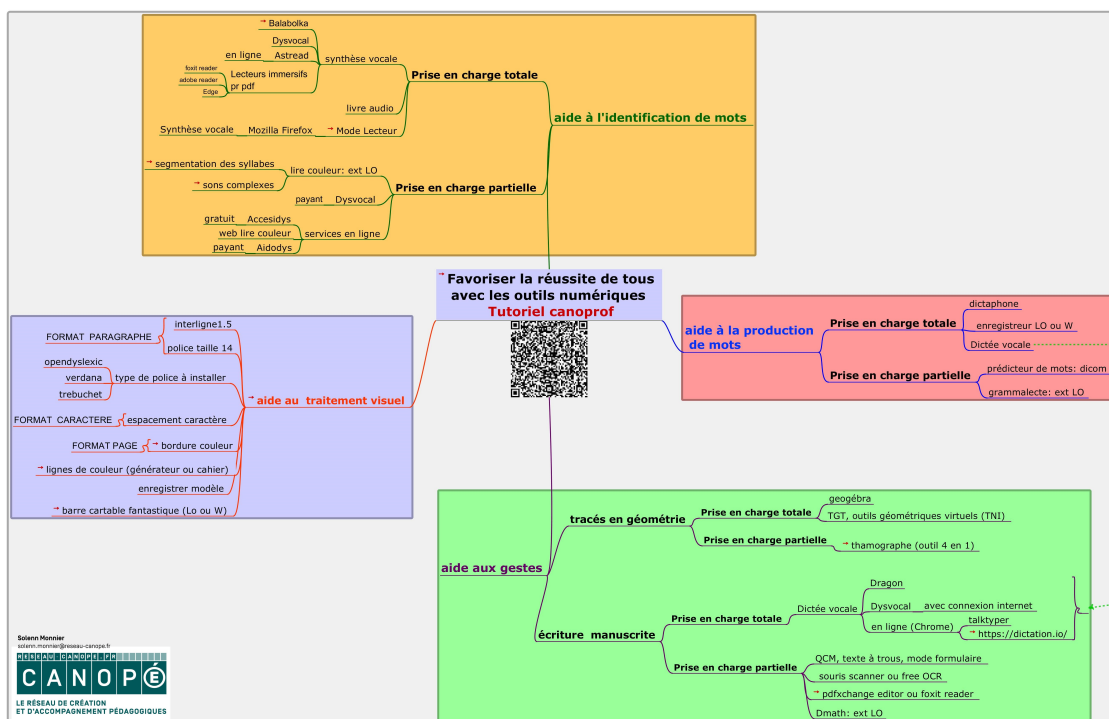 Balabolka
Dysvocal
en ligne Astread
synthèse vocale
foxit reader
adobe reader
Edge
Lecteurs immersifs
pr pdf
Prise en charge totale
livre audio
Synthèse vocale Mozilla Firefox Mode Lecteur
aide à l'identification de mots
segmentation des syllabes
sons complexes
lire couleur: ext LO
Prise en charge partielle
payant Dysvocal
gratuit Accesidys
web lire couleur
payant Aidodys
services en ligne
Favoriser la réussite de tous
avec les outils numériques
Tutoriel canoprof
FORMAT PARAGRAPHE
interligne1.5
police taille 14
opendyslexic
verdana
trebuchet
type de police à installer
aide au traitement visuel
FORMAT CARACTERE espacement caractère
FORMAT PAGE bordure couleur
lignes de couleur (générateur ou cahier)
enregistrer modèle
barre cartable fantastique (Lo ou W)
aide à la production
de mots
Prise en charge totale
dictaphone
enregistreur LO ou W
Dictée vocale
Prise en charge partielle
prédicteur de mots: dicom
grammalecte: ext LO
aide aux gestes
tracés en géométrie
Prise en charge totale
geogébra
TGT, outils géométriques virtuels (TNI)
Prise en charge partielle
thamographe (outil 4 en 1)
écriture manuscrite
Prise en charge totale
Dictée vocale
Dragon
Dysvocal avec connexion internet
en ligne (Chrome)
talktyper
https://dictation.io/
Prise en charge partielle
QCM, texte à trous, mode formulaire
souris scanner ou free OCR
pdfxchange editor ou foxit reader
Dmath: ext LO
Solenn Monnier
solenn.monnier@reseau-canope.fr
RESEAU-CANOPE.FR
CANOPÉ
LE RÉSEAU DE CRÉATION
ET D'ACCOMPAGNEMENT PÉDAGOGIQUES